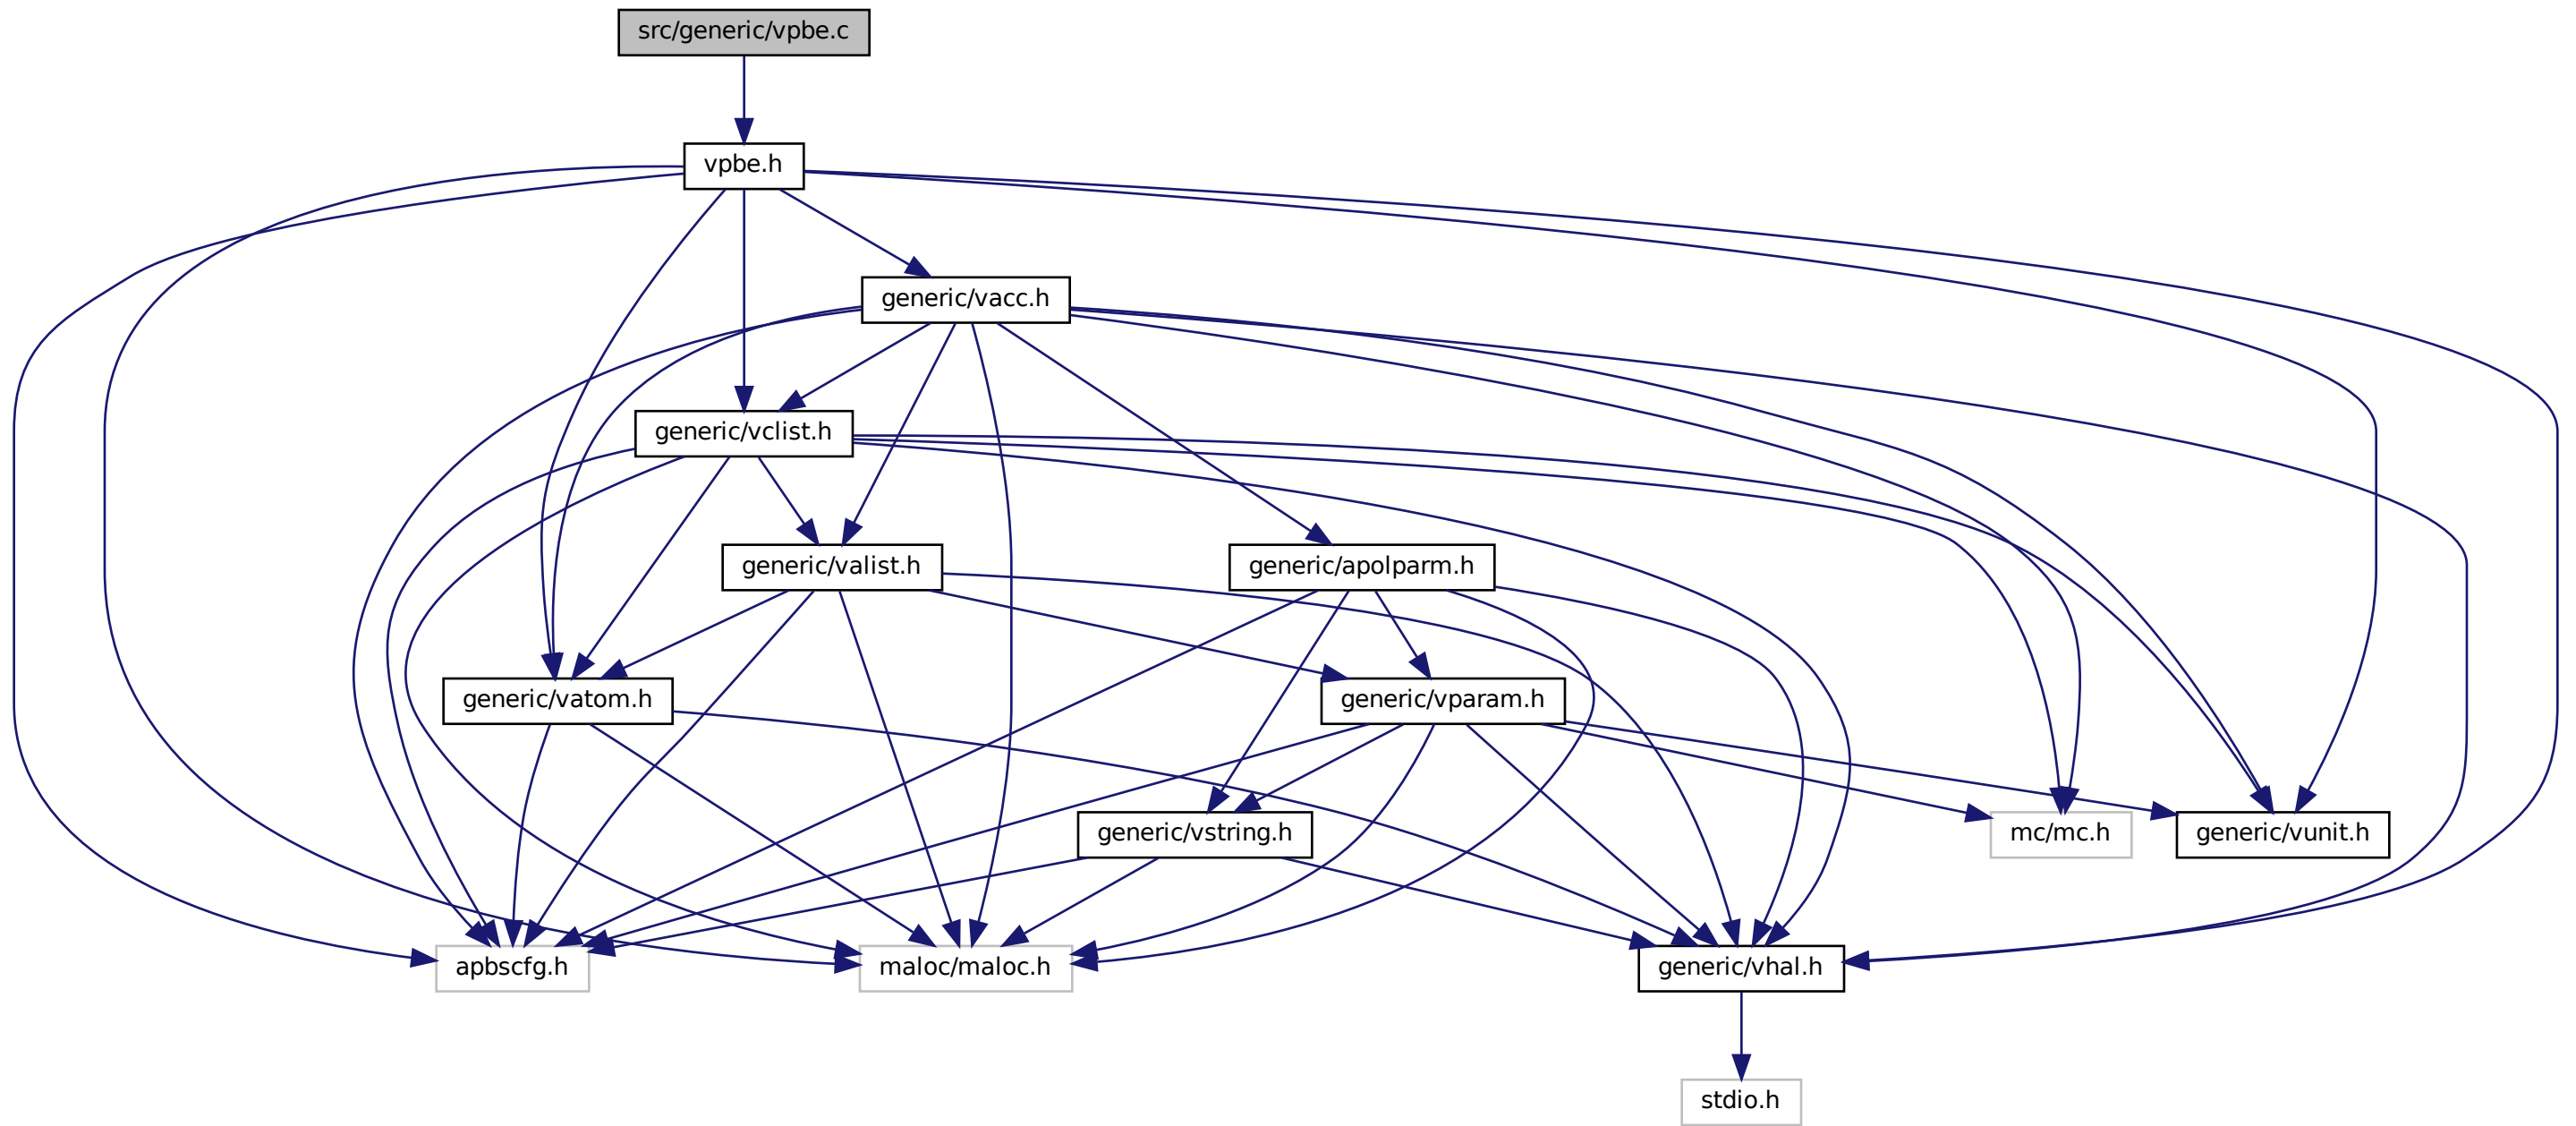 src/generic/vpbe.c
vpbe.h
generic/vacc.h
generic/vclist.h
generic/valist.h
generic/apolparm.h
generic/vatom.h
generic/vparam.h
generic/vstring.h
mc/mc.h
generic/vunit.h
apbscfg.h
maloc/maloc.h
generic/vhal.h
stdio.h